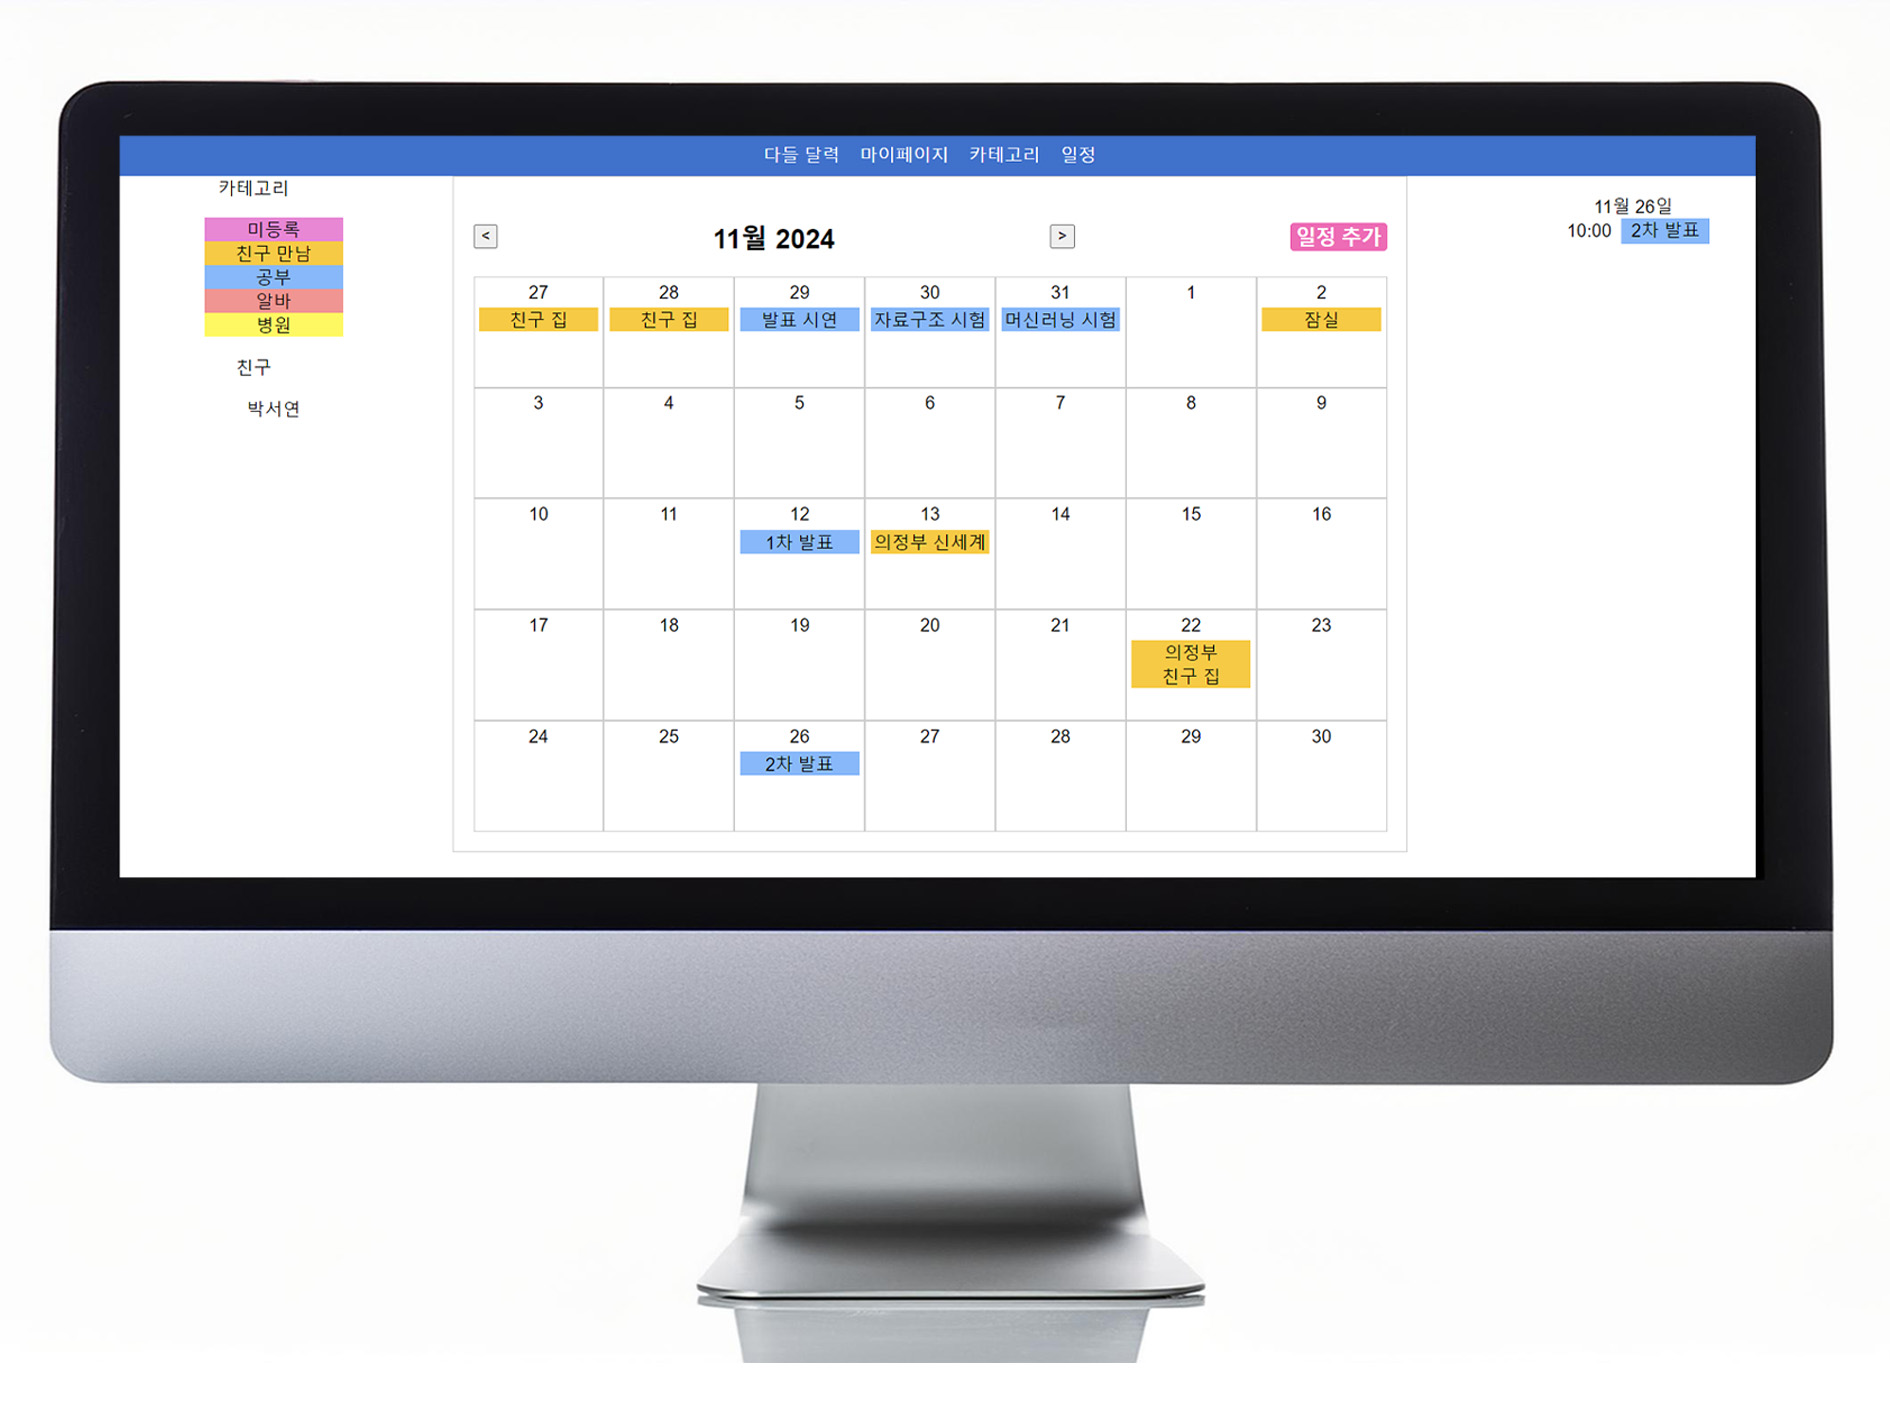 다들 달력 마이페이지 카테고리 일정
카테고리
미등록
친구 만남
공부
알바
병원
친구
박서연
< 11월 2024 > 일정 추가
27 28 29 30 31 1 2
친구 집 친구 집 발표 시연 자료구조 시험 머신러닝 시험 잠실
3 4 5 6 7 8 9
10 11 12 13 14 15 16
1차 발표 의정부 신세계
17 18 19 20 21 22 23
의정부
친구 집
24 25 26 27 28 29 30
2차 발표
11월 26일
10:00 2차 발표